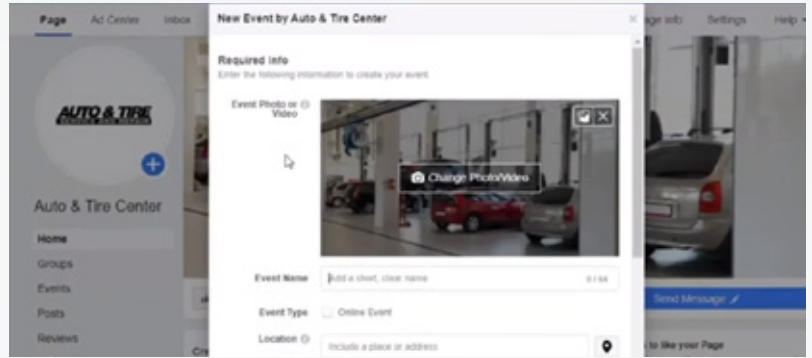 Page Ad Center Inbox
New Event by Auto & Tire Center
Settings Help
Required Info
Enter the following information to create your event.
Event Photo or
Video
Change Photo/Video
AUTO & TIRE
Auto & Tire Center
Home
Groups
Events
Posts
Reviews
Event Name Add a short, clear name 0 / 64
Event Type Online Event
Location Include a place or address
Send Message
to like your Page